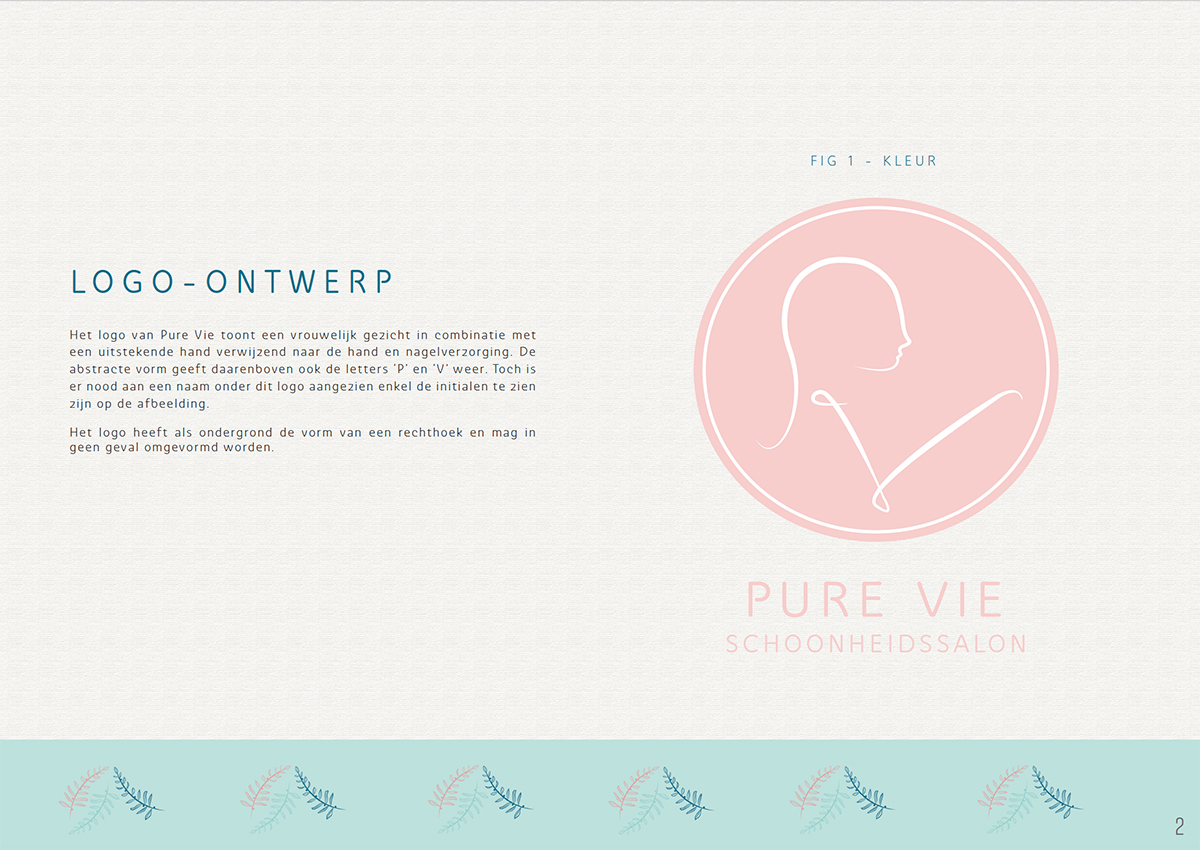 LOGO-ONTWERP
Het logo van Pure Vie toont een vrouwelijk gezicht in combinatie met
een uitstekende hand verwijzend naar de hand en nagelverzorging. De
abstracte vorm geeft daarenboven ook de letters 'P' en 'V' weer. Toch is
er nood aan een naam onder dit logo aangezien enkel de initialen te zien
zijn op de afbeelding.
Het logo heeft als ondergrond de vorm van een rechthoek en mag in
geen geval omgevormd worden.
FIG 1 - KLEUR
PURE VIE
SCHOONHEIDSSALON
2